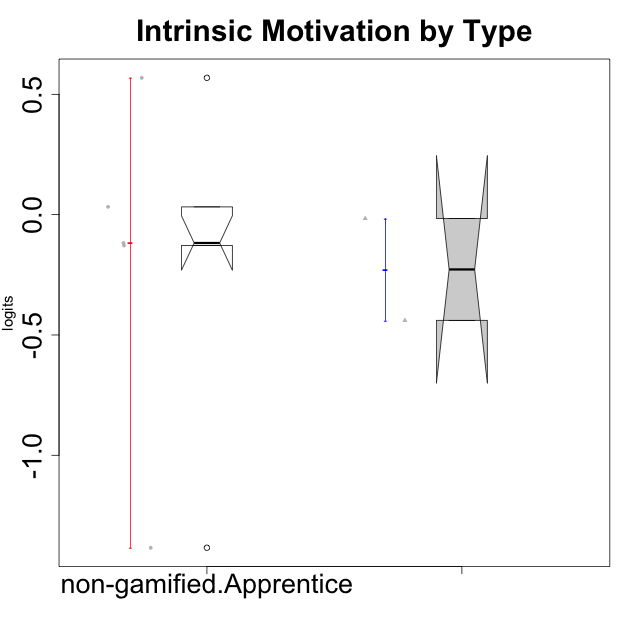 Intrinsic Motivation by Type
0.5
0.0
-0.5
-1.0
logits
non-gamified.Apprentice